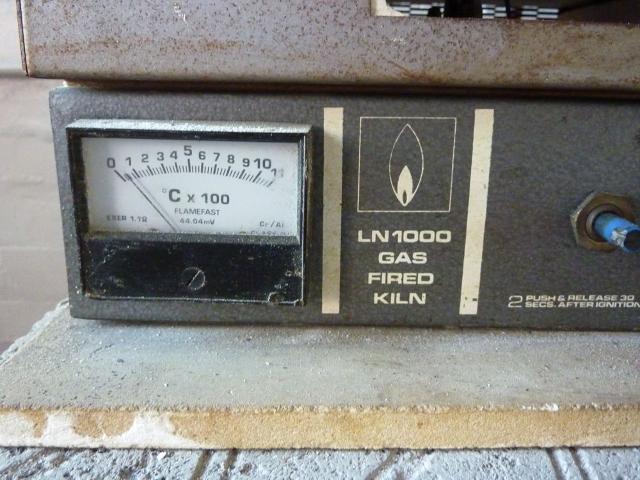 0 1 2 3 4 5 6 7 8 9 10 11
°C x 100
FLAMEFAST
44.04mV
Cr/Al
LN1000
GAS
FIRED
KILN
2 PUSH & RELEASE 30
SECS. AFTER IGNITION